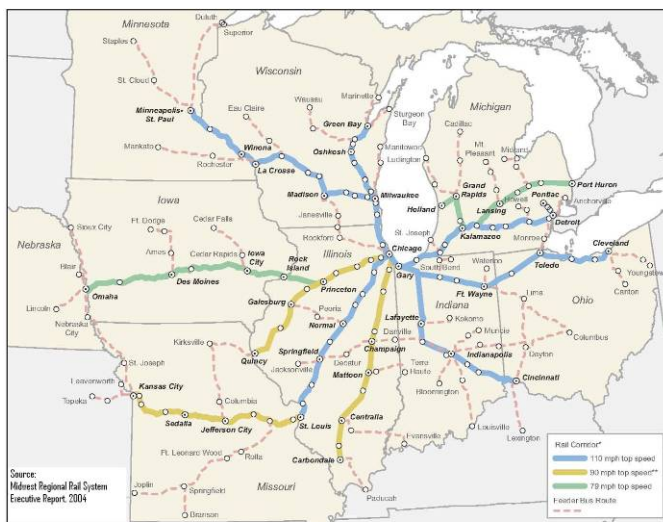 Minnesota
Duluth
Superior
Staples
St. Cloud
Minneapolis-
St. Paul
Mankato
Rochester
Wisconsin
Eau Claire
Wausau
Marinette
Green Bay
Sturgeon
Bay
Oshkosh
Manitowoc
Winona
La Crosse
Madison
Milwaukee
Janesville
Rockford
Michigan
Cadillac
Ludington
Mt
Pleasant
Midland
Grand
Rapids
Holland
Lansing
Howell
Pontiac
Port Huron
Anchorville
Detroit
Kalamazoo
St. Joseph
Monroe
Iowa
Sioux City
Ft. Dodge
Cedar Falls
Ames
Cedar Rapids
Iowa
City
Des Moines
Rock
Island
Nebraska
Blair
Omaha
Lincoln
Nebraska
City
Illinois
Chicago
Gary
Princeton
Galesburg
Peoria
Normal
Quincy
Springfield
Jacksonville
Decatur
Champaign
Danville
Mattoon
Centralia
Carbondale
South Bend
Waterloo
Ft. Wayne
Indiana
Lafayette
Kokomo
Muncie
Indianapolis
Terre
Haute
Bloomington
Evansville
Louisville
Lexington
Paducah
Toledo
Cleveland
Youngstown
Canton
Ohio
Lima
Columbus
Dayton
Cincinnati
St. Joseph
Leavenworth
Topeka
Kansas City
Kirksville
Columbia
Sedalia
Jefferson City
St. Louis
Ft. Leonard Wood
Rolla
Joplin
Springfield
Branson
Missouri
Rail Corridor*
110 mph top speed
90 mph top speed**
79 mph top speed
Feeder Bus Route
Source:
Midwest Regional Rail System
Executive Report, 2004